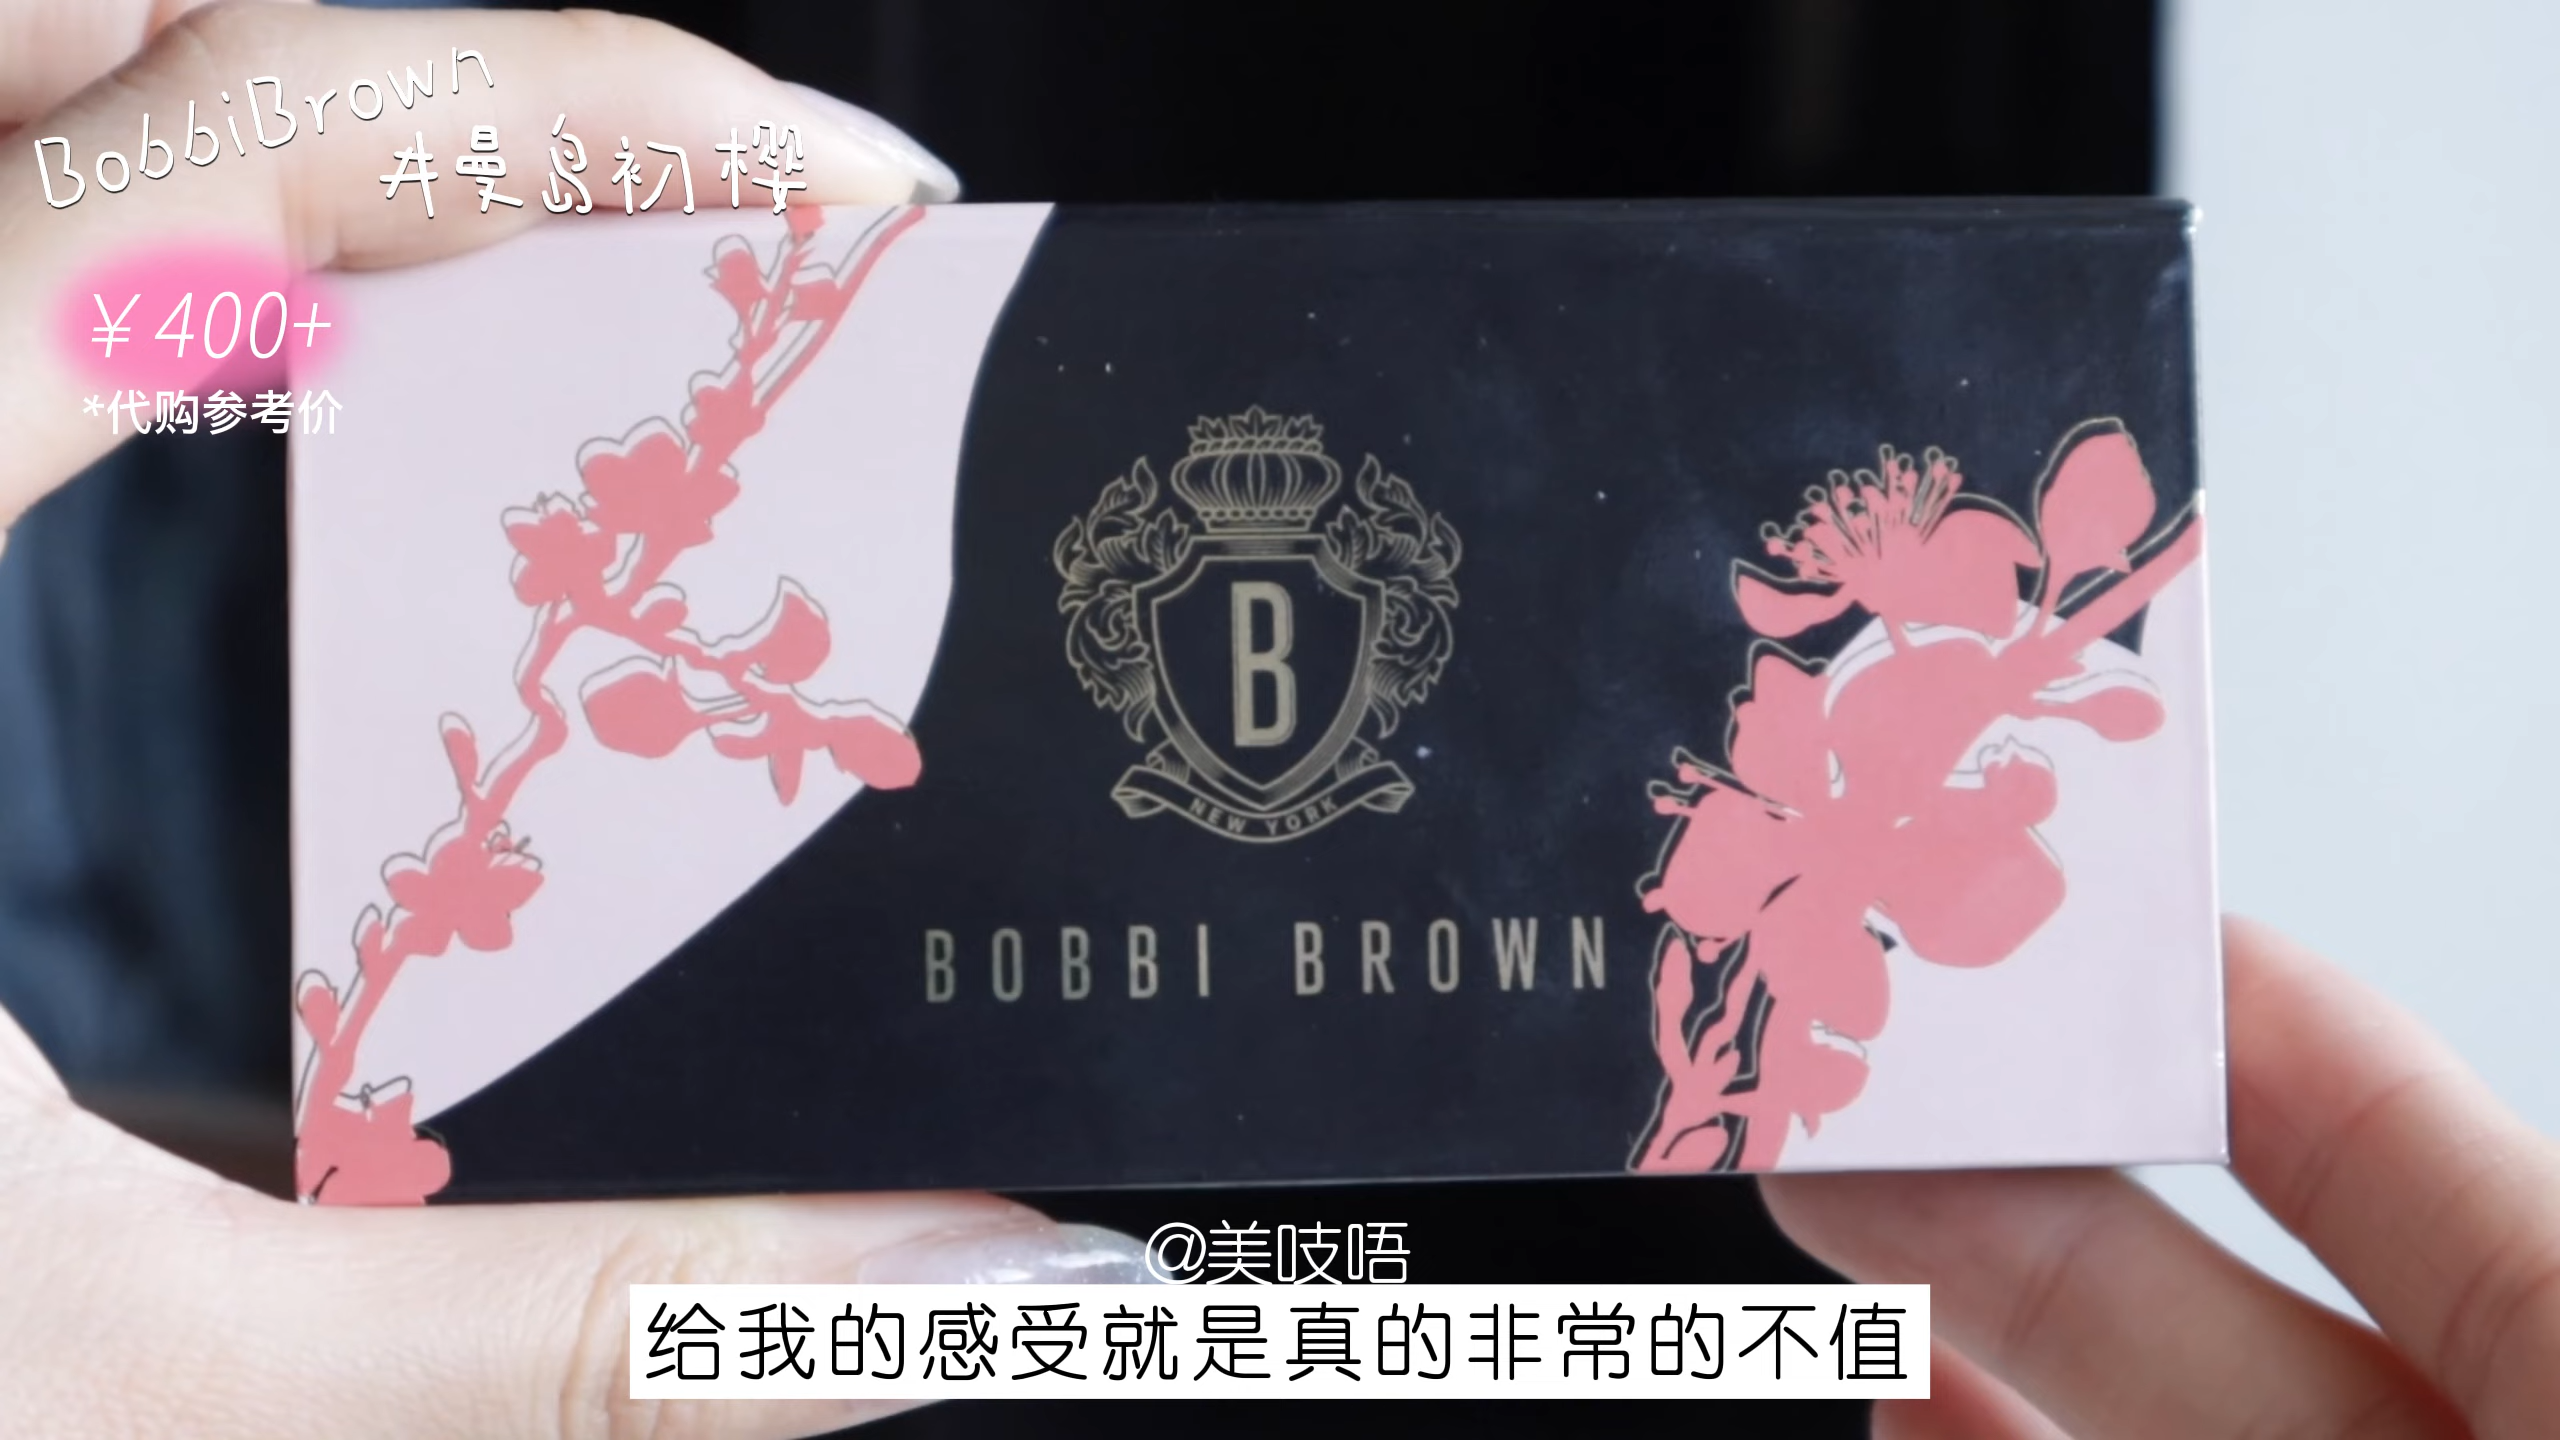 BobbiBrown
#曼岛初樱
¥400+
*代购参考价
B
NEW YORK
BOBBI BROWN
@美吱唔
给我的感受就是真的非常的不值